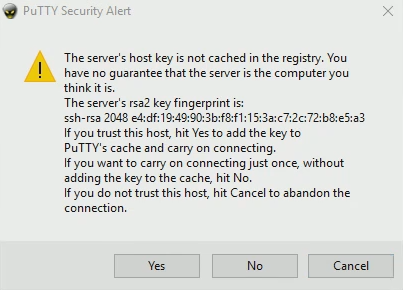 PuTTY Security Alert
The server's host key is not cached in the registry. You
have no guarantee that the server is the computer you
think it is.
The server's rsa2 key fingerprint is:
ssh-rsa 2048 e4:df:19:49:90:3b:f8:f1:15:3a:c7:2c:72:b8:e5:a3
If you trust this host, hit Yes to add the key to
PuTTY's cache and carry on connecting.
If you want to carry on connecting just once, without
adding the key to the cache, hit No.
If you do not trust this host, hit Cancel to abandon the
connection.
Yes
No
Cancel